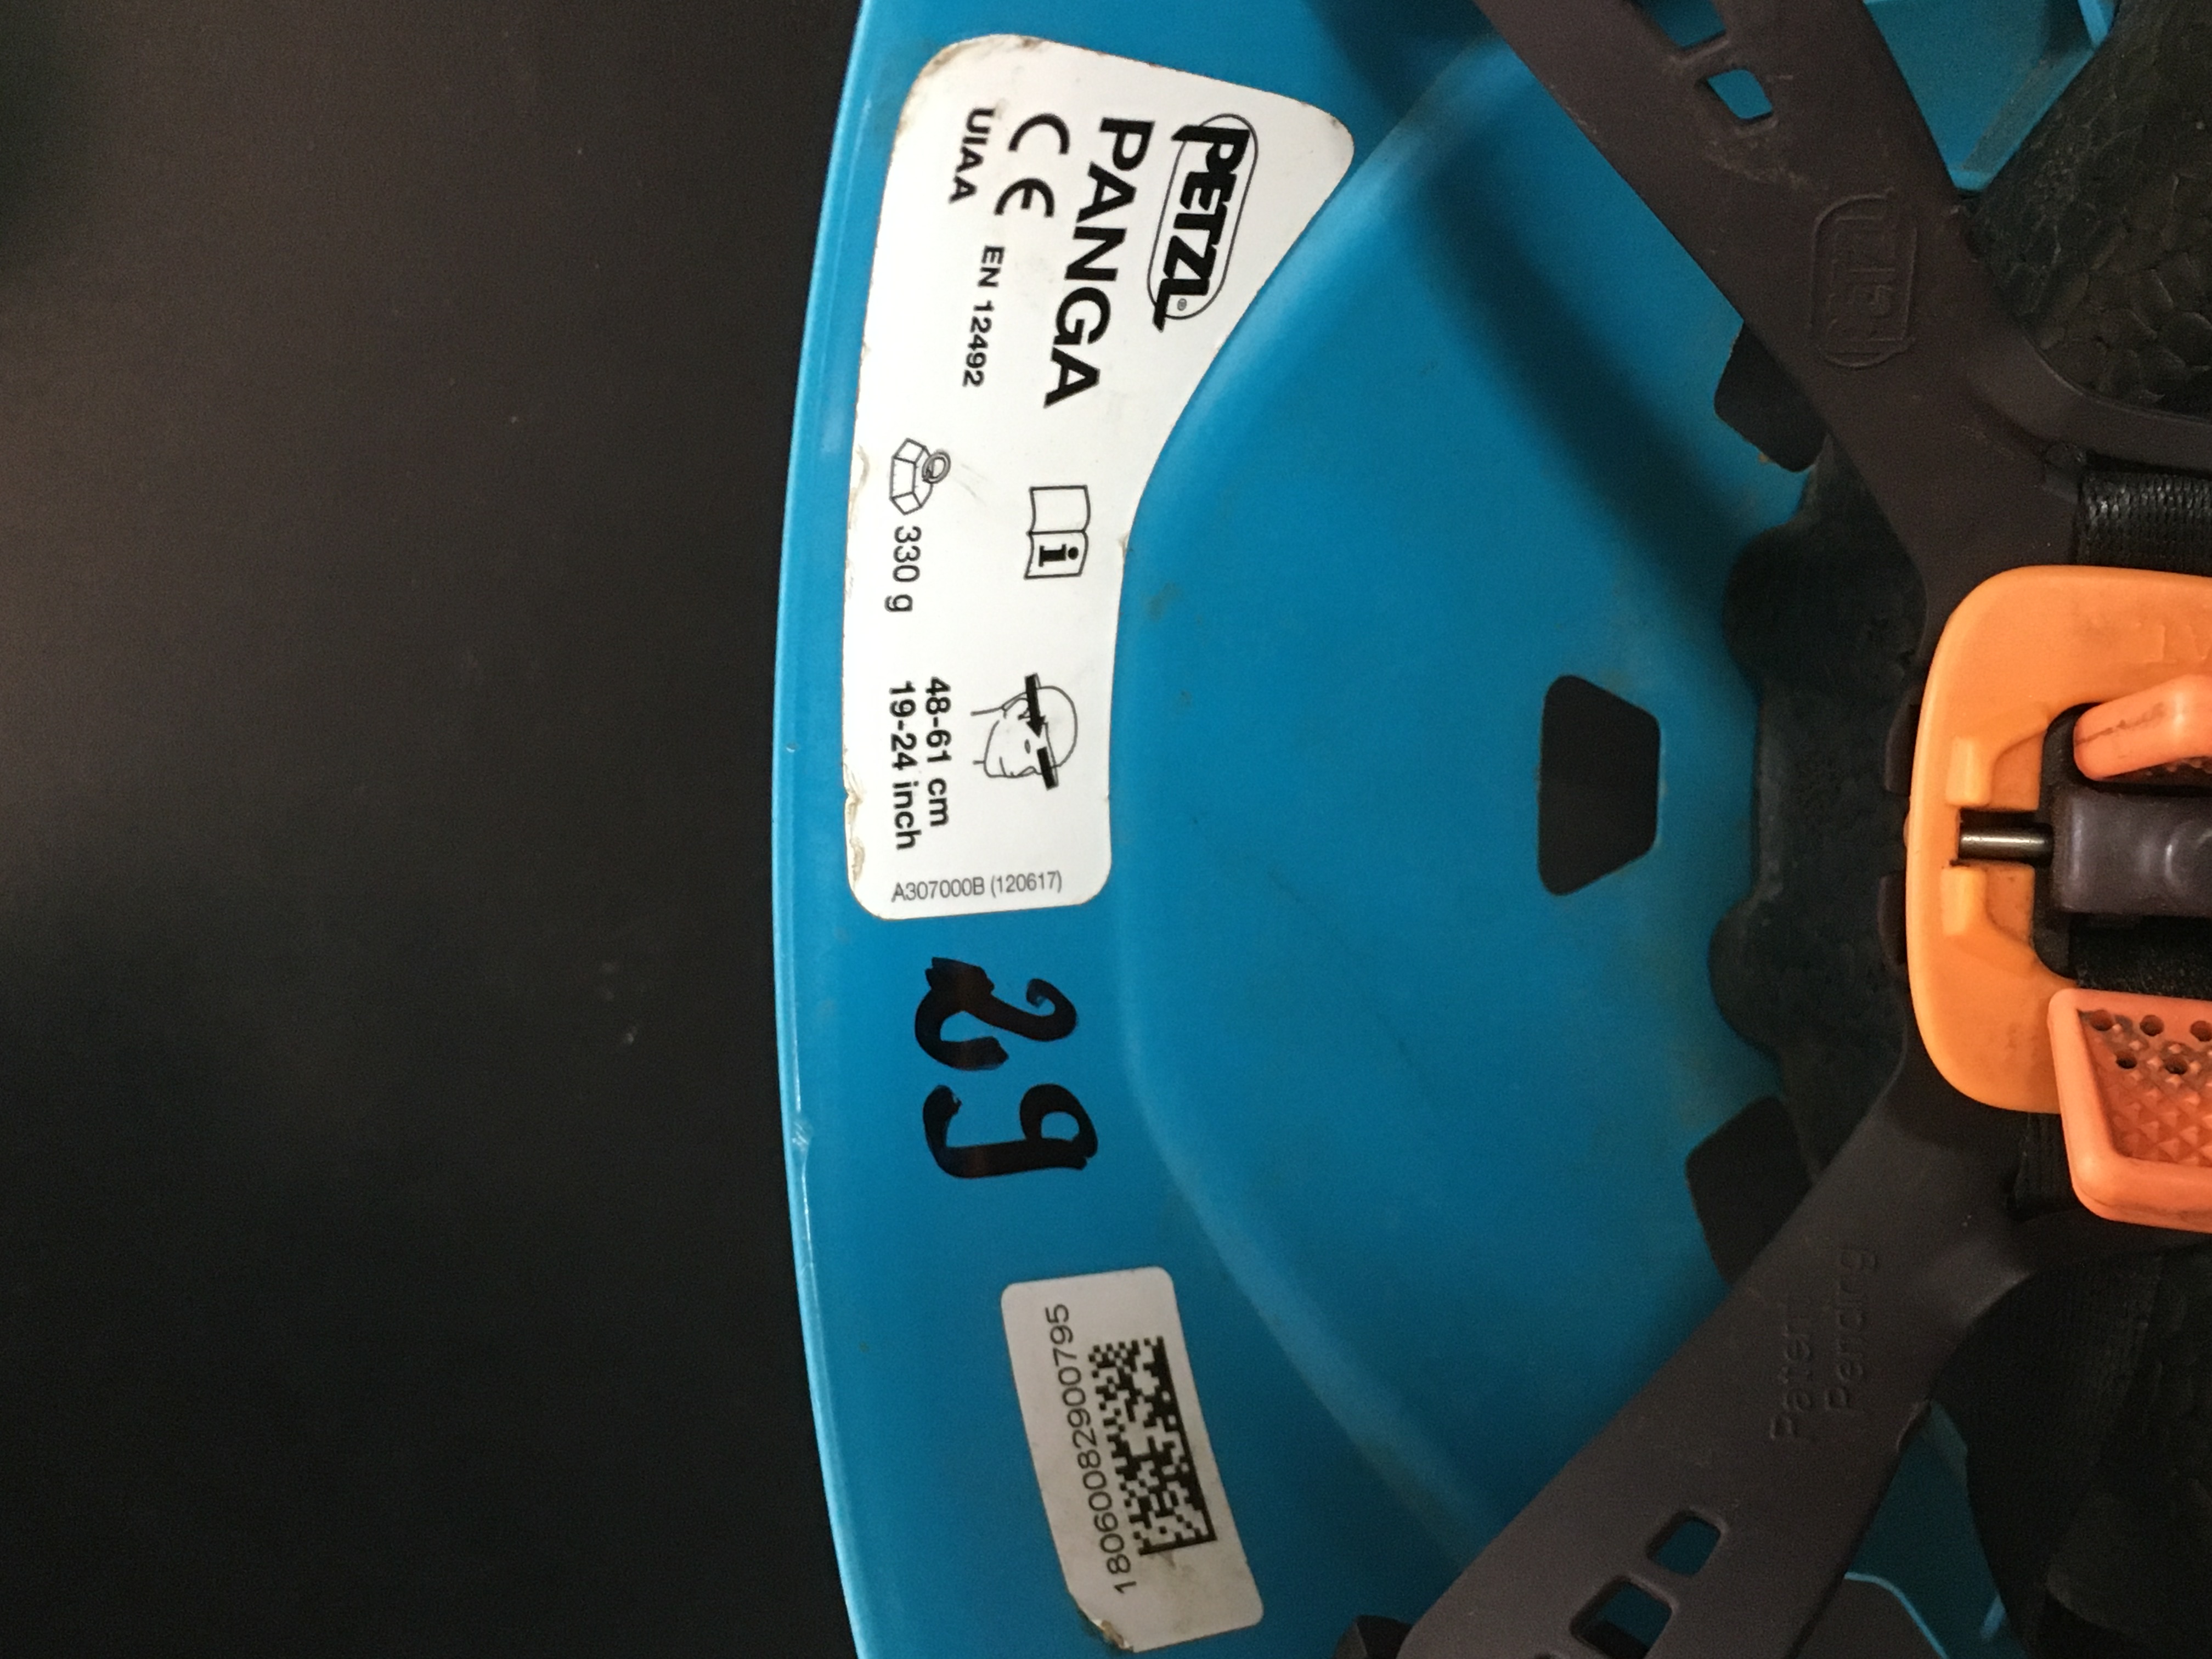 PETZL®
PANGA
CE EN 12492
UIAA
i
330 g
48-61 cm
19-24 inch
A307000B (120617)
29
18060082900795
PETZL
Patent
Pending